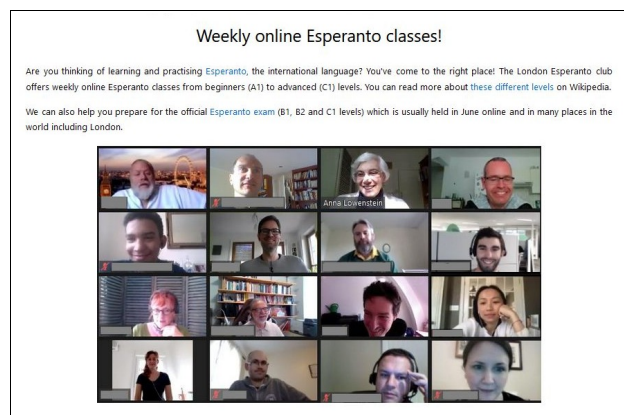 Weekly online Esperanto classes!
Are you thinking of learning and practising Esperanto, the international language? You've come to the right place! The London Esperanto club
offers weekly online Esperanto classes from beginners (A1) to advanced (C1) levels. You can read more about these different levels on Wikipedia.
We can also help you prepare for the official Esperanto exam (B1, B2 and C1 levels) which is usually held in June online and in many places in the
world including London.
Anna Lowenstein